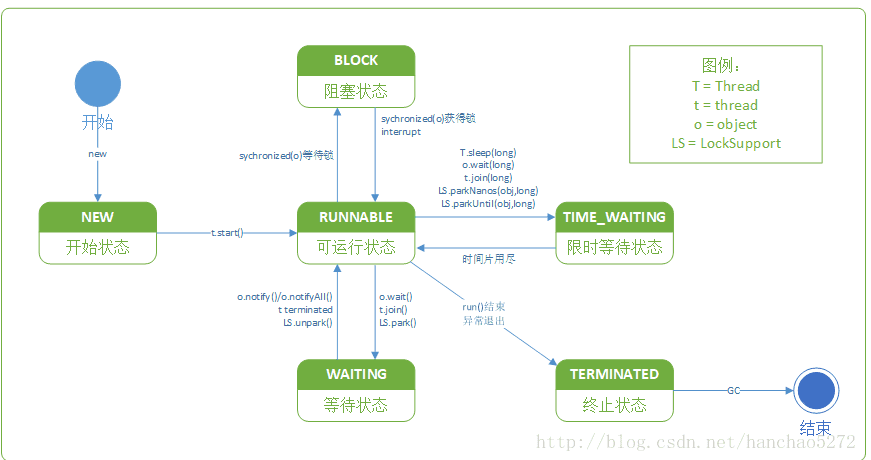 BLOCK
阻塞状态
图例：
T = Thread
t = thread
o = object
LS = LockSupport
开始
new
sychronized(o)等待锁
sychronized(o)获得锁
interrupt
T.sleep(long)
o.wait(long)
t.join(long)
LS.parkNanos(obj,long)
LS.parkUntil(obj,long)
NEW
开始状态
t.start()
RUNNABLE
可运行状态
TIME_WAITING
限时等待状态
时间片用尽
o.notify()/o.notifyAll()
t terminated
LS.unpark()
o.wait()
t.join()
LS.park()
run()结束
异常退出
WAITING
等待状态
TERMINATED
终止状态
GC
结束
http://blog.csdn.net/hanchao5272